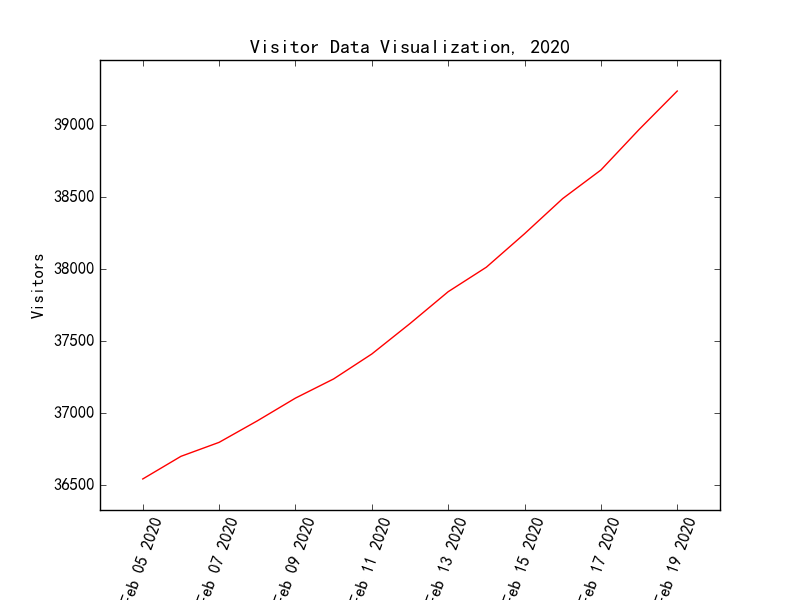 Visitor Data Visualization, 2020
Visitors
39000
38500
38000
37500
37000
36500
Feb 05 2020
Feb 07 2020
Feb 09 2020
Feb 11 2020
Feb 13 2020
Feb 15 2020
Feb 17 2020
Feb 19 2020